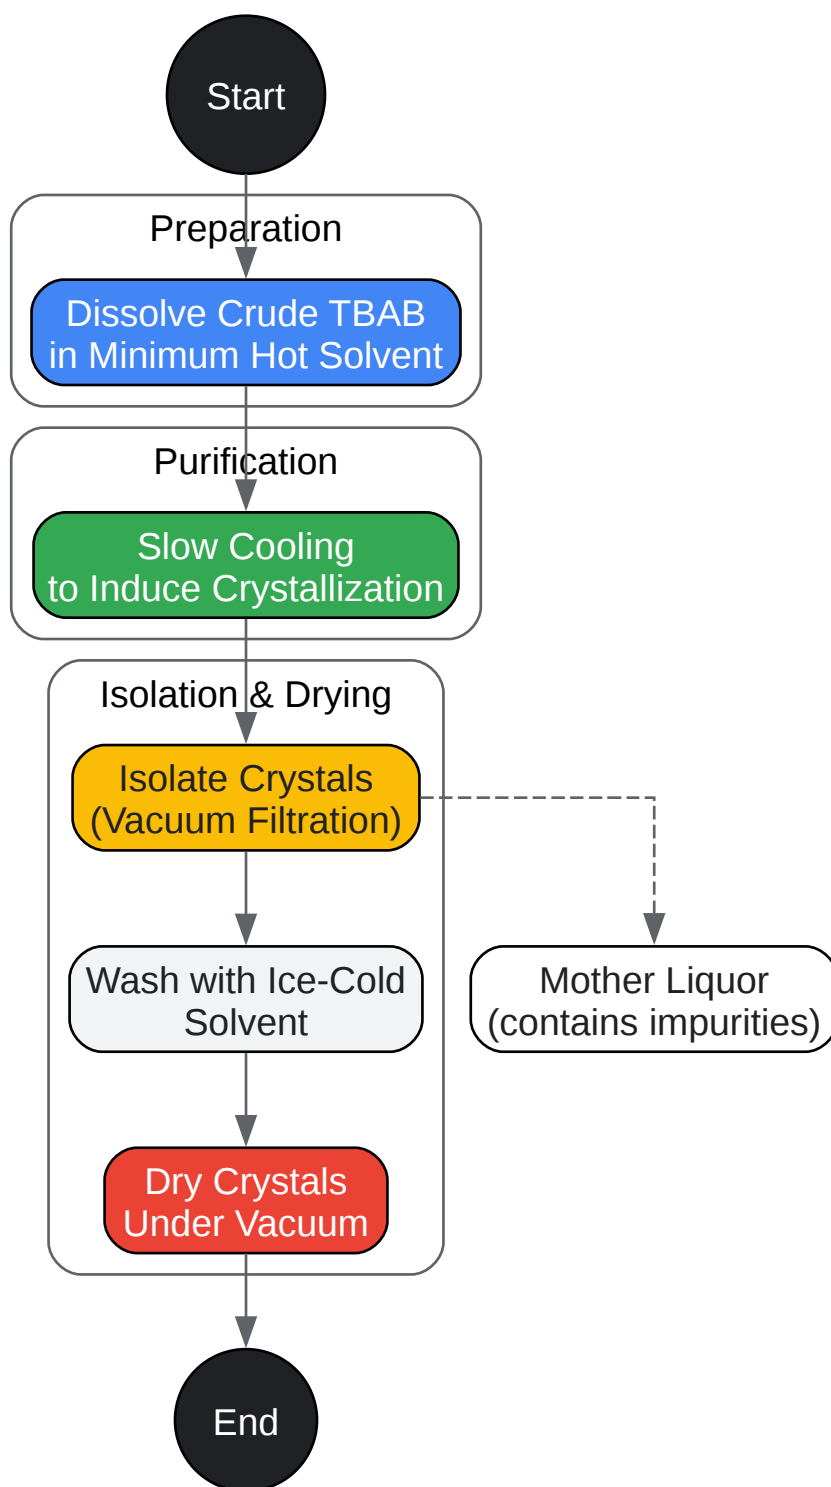 Start
Preparation
Dissolve Crude TBAB
in Minimum Hot Solvent
Purification
Slow Cooling
to Induce Crystallization
Isolation & Drying
Isolate Crystals
(Vacuum Filtration)
Wash with Ice-Cold
Solvent
Mother Liquor
(contains impurities)
Dry Crystals
Under Vacuum
End